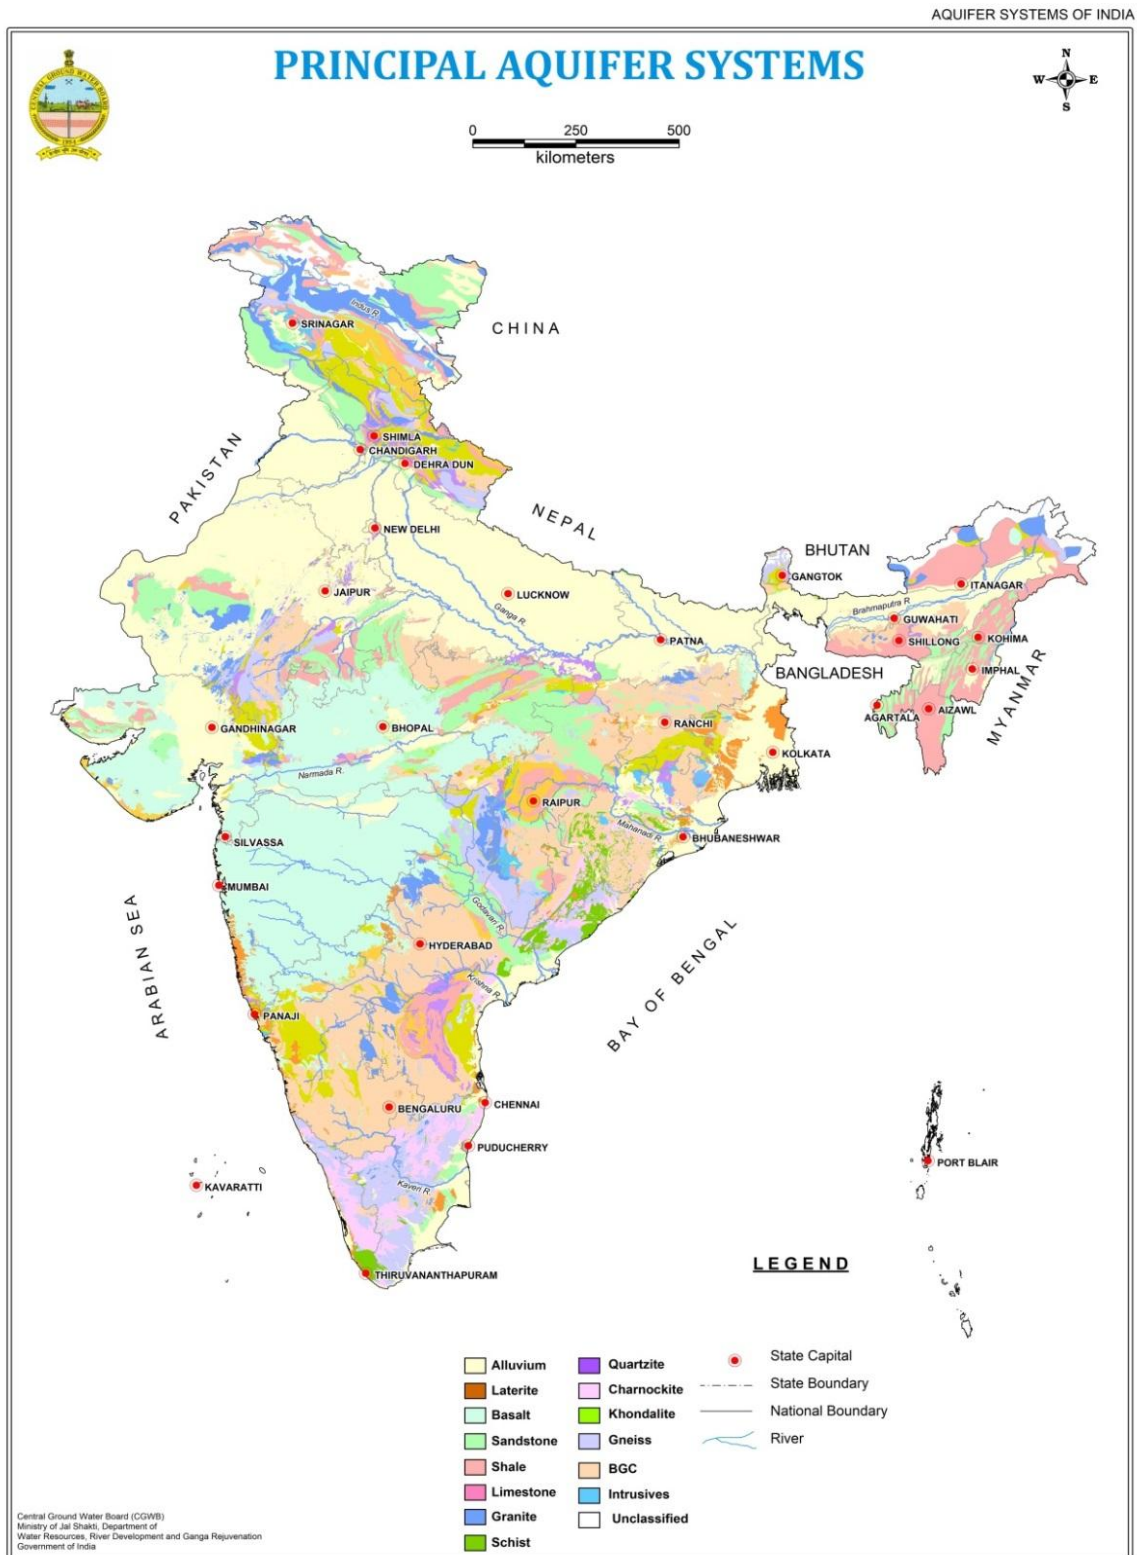 AQUIFER SYSTEMS OF INDIA
PRINCIPAL AQUIFER SYSTEMS
CENTRAL GROUND WATER BOARD
N
W E
S
0 250 500
kilometers
Indus R.
SRINAGAR
CHINA
SHIMLA
CHANDIGARH
DEHRA DUN
PAKISTAN
NEPAL
NEW DELHI
BHUTAN
GANGTOK
ITANAGAR
JAIPUR
LUCKNOW
Ganga R.
Brahmaputra R.
GUWAHATI
PATNA
SHILLONG
KOHIMA
BANGLADESH
IMPHAL
MYANMAR
AGARTALA
AIZAWL
GANDHINAGAR
BHOPAL
RANCHI
KOLKATA
Narmada R.
RAIPUR
Mahanadi R.
BHUBANESHWAR
SILVASSA
MUMBAI
ARABIAN SEA
Godavari R.
HYDERABAD
BAY OF BENGAL
Krishna R.
PANAJI
BENGALURU
CHENNAI
PUDUCHERRY
KAVARATTI
Kaveri R.
PORT BLAIR
THIRUVANANTHAPURAM
LEGEND
Alluvium
Laterite
Basalt
Sandstone
Shale
Limestone
Granite
Schist
Quartzite
Charnockite
Khondalite
Gneiss
BGC
Intrusives
Unclassified
State Capital
State Boundary
National Boundary
River
Central Ground Water Board (CGWB)
Ministry of Jal Shakti, Department of
Water Resources, River Development and Ganga Rejuvenation
Government of India